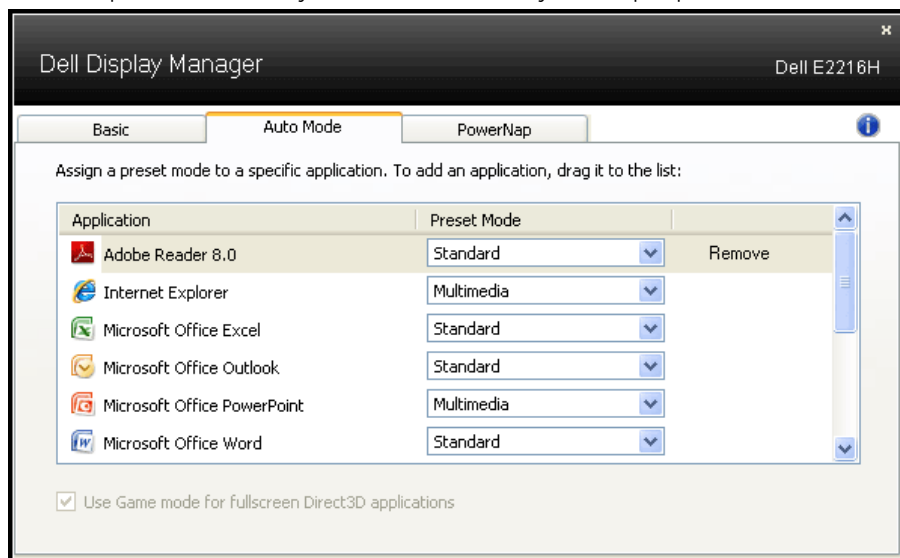 Dell Display Manager
Dell E2216H
Basic
Auto Mode
PowerNap
Assign a preset mode to a specific application. To add an application, drag it to the list:
Application Preset Mode
Adobe Reader 8.0 Standard Remove
Internet Explorer Multimedia
Microsoft Office Excel Standard
Microsoft Office Outlook Standard
Microsoft Office PowerPoint Multimedia
Microsoft Office Word Standard
Use Game mode for fullscreen Direct3D applications